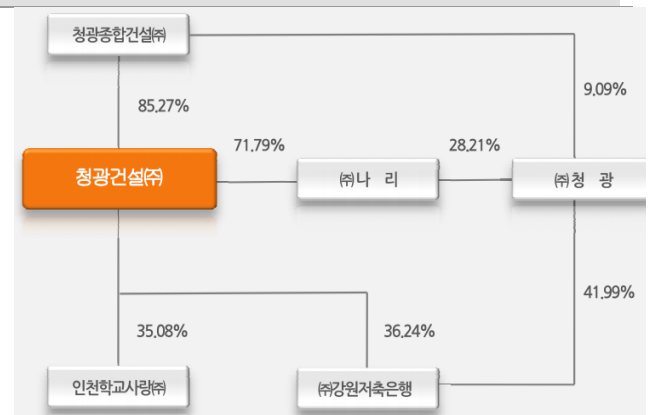 청광종합건설㈜
85.27%
9.09%
71.79%
28.21%
청광건설㈜
㈜나 리
㈜청 광
41.99%
35.08%
36.24%
인천학교사랑㈜
㈜강원저축은행